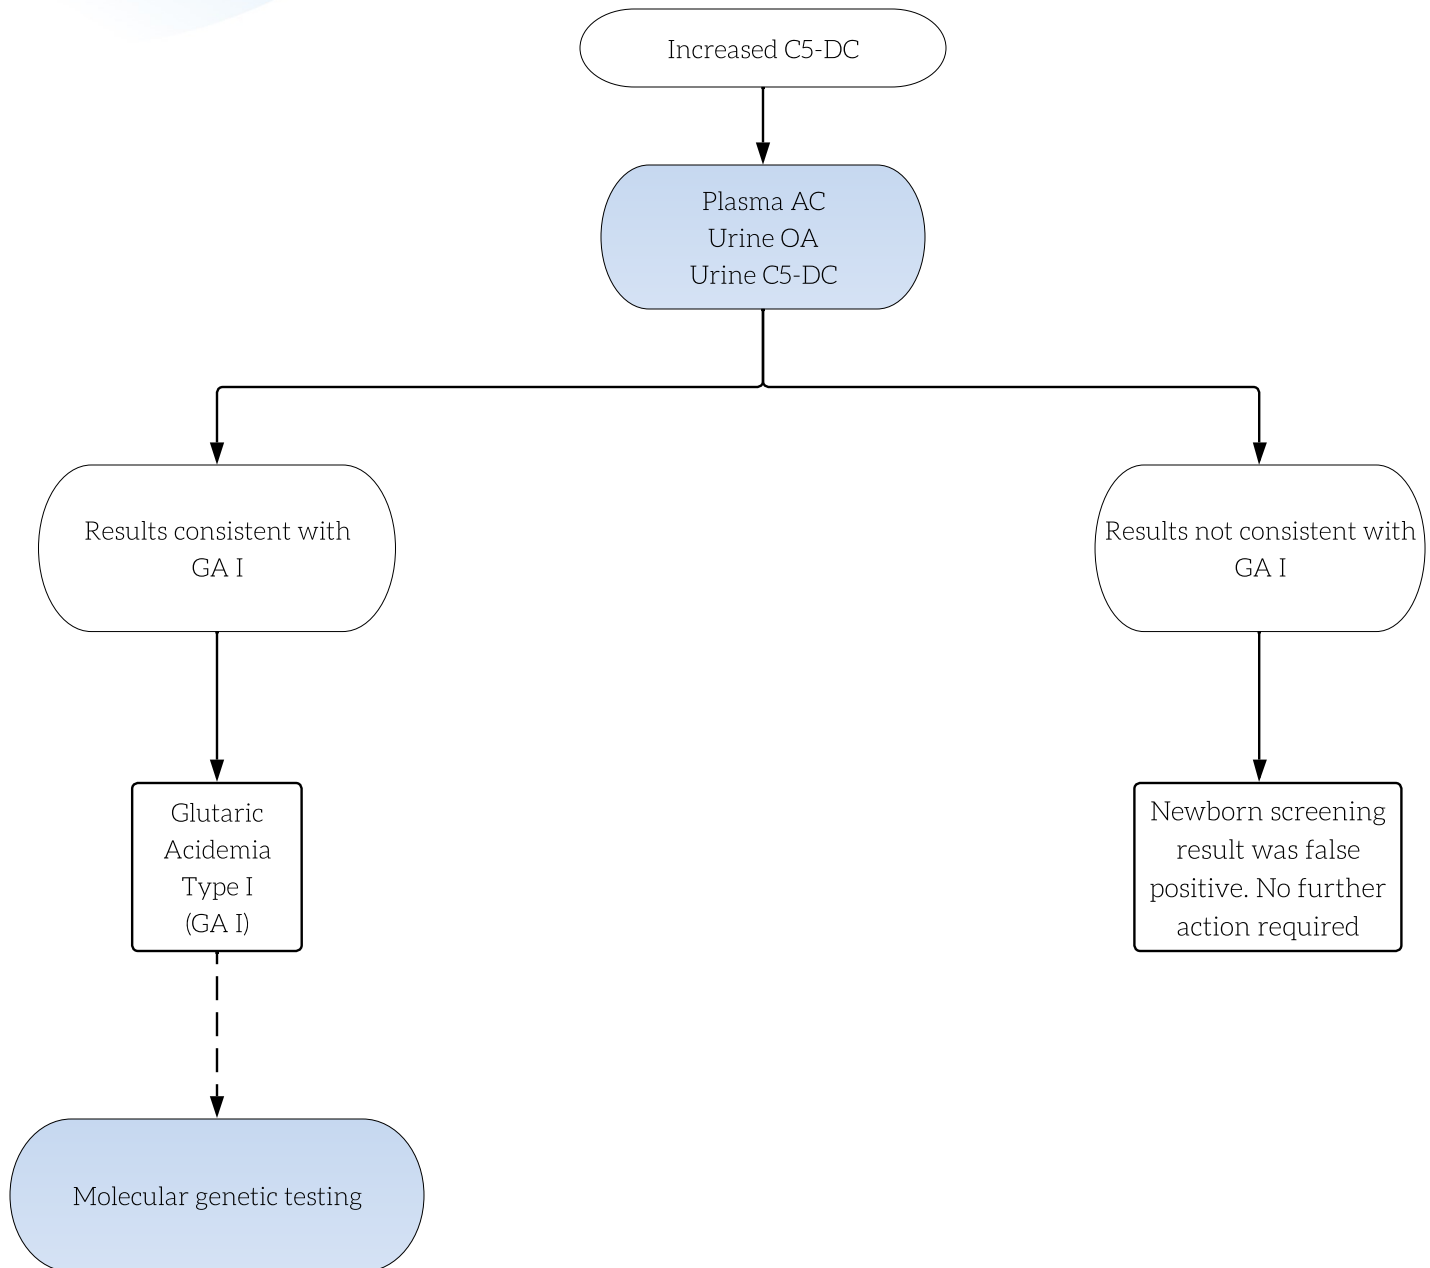 Increased C5-DC
Plasma AC
Urine OA
Urine C5-DC
Results consistent with
GA I
Results not consistent with
GA I
Glutaric
Acidemia
Type I
(GA I)
Newborn screening
result was false
positive. No further
action required
Molecular genetic testing